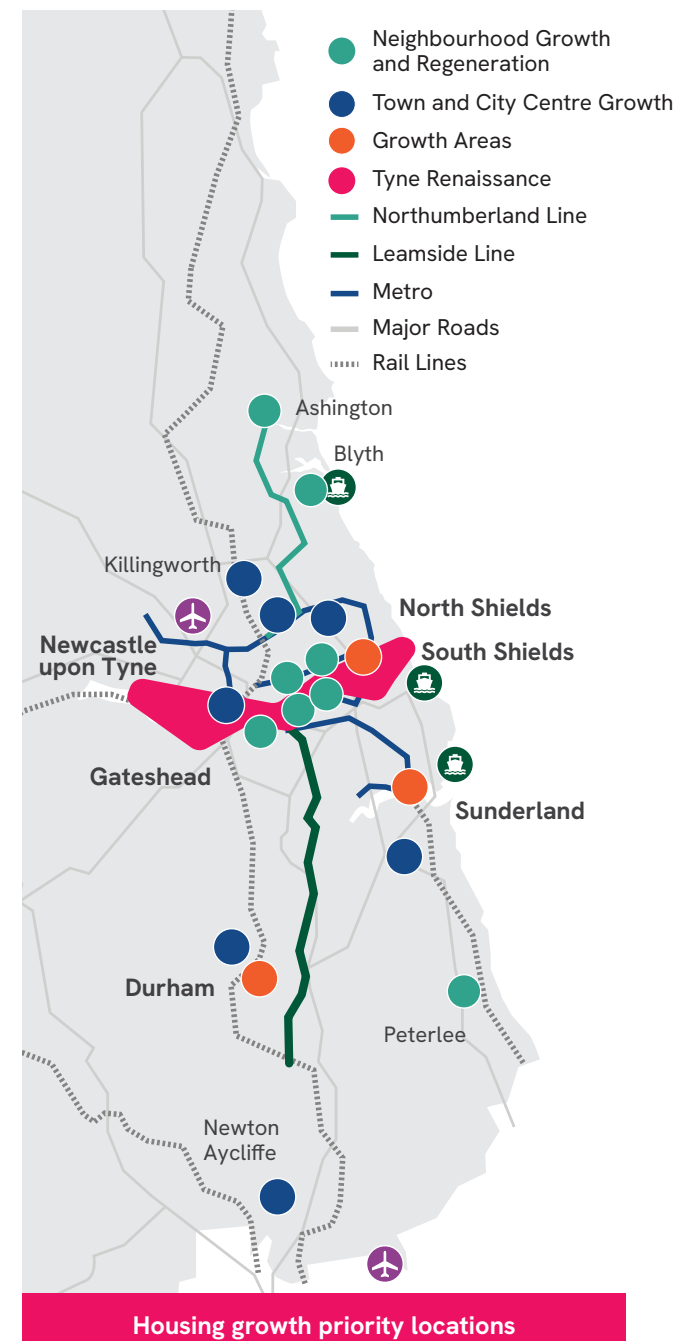 Neighbourhood Growth
and Regeneration
Town and City Centre Growth
Growth Areas
Tyne Renaissance
Northumberland Line
Leamside Line
Metro
Major Roads
Rail Lines
Ashington
Blyth
Killingworth
North Shields
Newcastle
upon Tyne
South Shields
Gateshead
Sunderland
Durham
Peterlee
Newton
Aycliffe
Housing growth priority locations